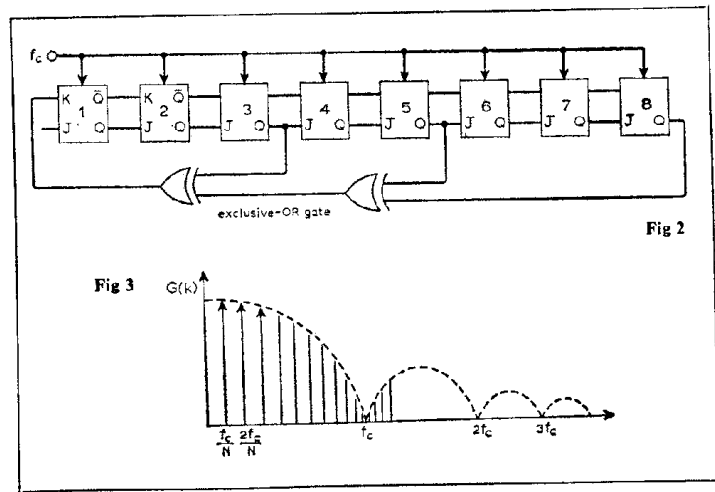 f_c
K Q̄ K Q̄
1 2 3 4 5 6 7 8
J Q J Q J Q J Q J Q J Q J Q J Q
exclusive-OR gate
Fig 2
Fig 3
G(k)
f_c/N 2f_c/N f_c 2f_c 3f_c